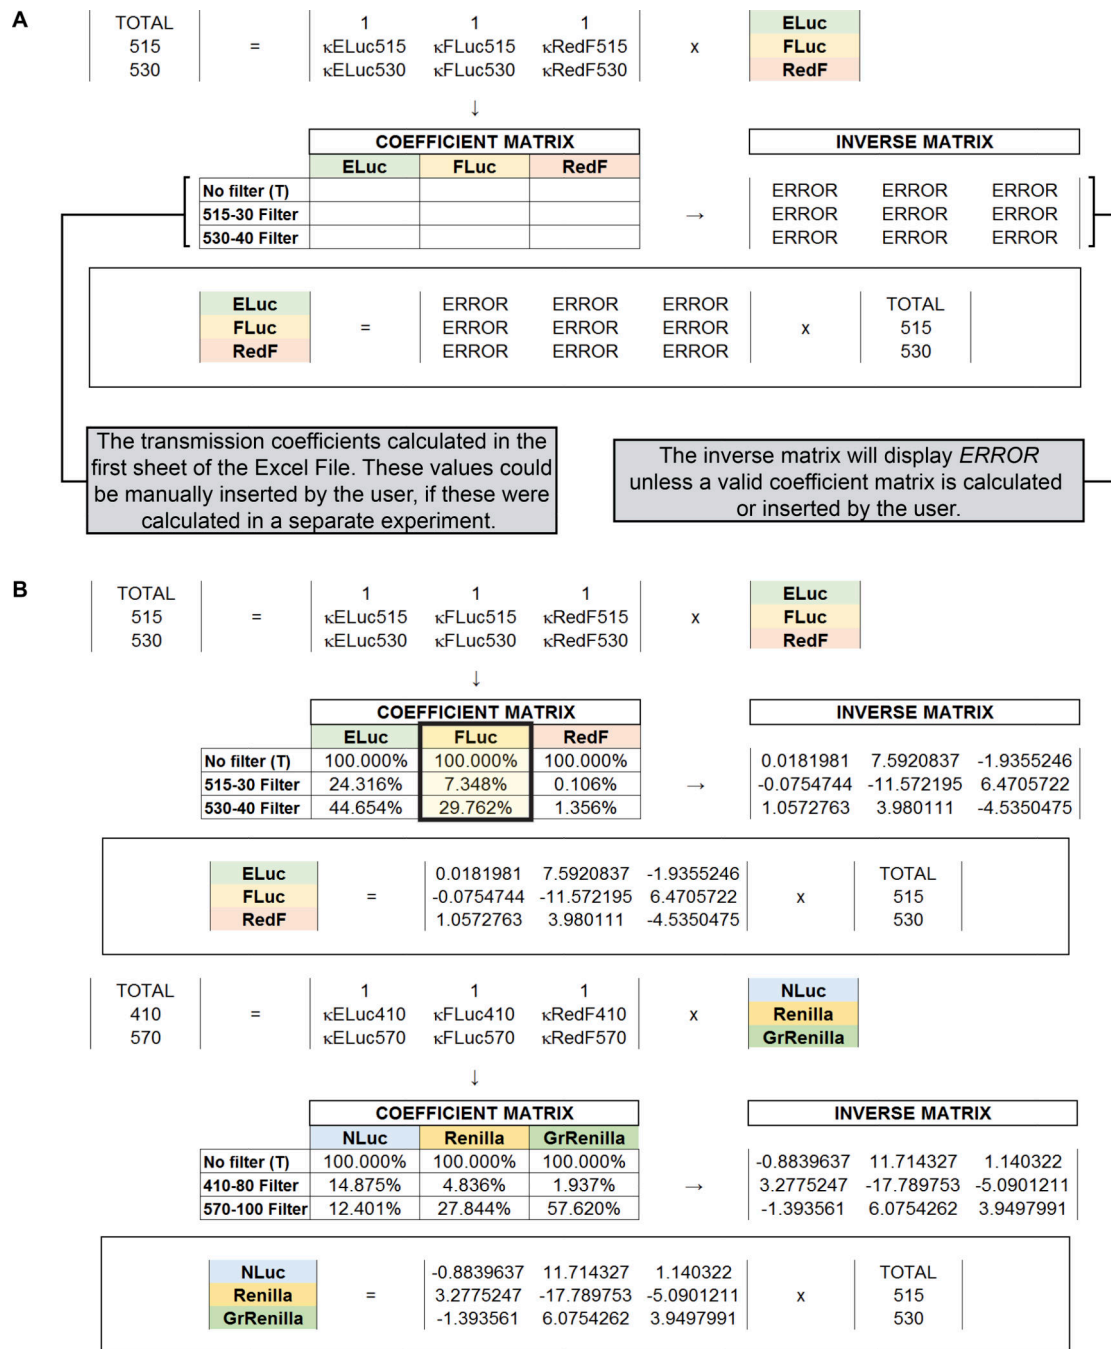 A
TOTAL 1 1 1 ELuc
515 = κELuc515 κFLuc515 κRedF515 x FLuc
530 κELuc530 κFLuc530 κRedF530 RedF
↓
COEFFICIENT MATRIX INVERSE MATRIX
ELuc FLuc RedF
No filter (T) ERROR ERROR ERROR
515-30 Filter → ERROR ERROR ERROR
530-40 Filter ERROR ERROR ERROR
ELuc ERROR ERROR ERROR TOTAL
FLuc = ERROR ERROR ERROR x 515
RedF ERROR ERROR ERROR 530
The transmission coefficients calculated in the
first sheet of the Excel File. These values could
be manually inserted by the user, if these were
calculated in a separate experiment.
The inverse matrix will display ERROR
unless a valid coefficient matrix is calculated
or inserted by the user.
B
TOTAL 1 1 1 ELuc
515 = κELuc515 κFLuc515 κRedF515 x FLuc
530 κELuc530 κFLuc530 κRedF530 RedF
↓
COEFFICIENT MATRIX INVERSE MATRIX
ELuc FLuc RedF
No filter (T) 100.000% 100.000% 100.000% 0.0181981 7.5920837 -1.9355246
515-30 Filter 24.316% 7.348% 0.106% → -0.0754744 -11.572195 6.4705722
530-40 Filter 44.654% 29.762% 1.356% 1.0572763 3.980111 -4.5350475
ELuc 0.0181981 7.5920837 -1.9355246 TOTAL
FLuc = -0.0754744 -11.572195 6.4705722 x 515
RedF 1.0572763 3.980111 -4.5350475 530
TOTAL 1 1 1 NLuc
410 = κELuc410 κFLuc410 κRedF410 x Renilla
570 κELuc570 κFLuc570 κRedF570 GrRenilla
↓
COEFFICIENT MATRIX INVERSE MATRIX
NLuc Renilla GrRenilla
No filter (T) 100.000% 100.000% 100.000% -0.8839637 11.714327 1.140322
410-80 Filter 14.875% 4.836% 1.937% → 3.2775247 -17.789753 -5.0901211
570-100 Filter 12.401% 27.844% 57.620% -1.393561 6.0754262 3.9497991
NLuc -0.8839637 11.714327 1.140322 TOTAL
Renilla = 3.2775247 -17.789753 -5.0901211 x 515
GrRenilla -1.393561 6.0754262 3.9497991 530